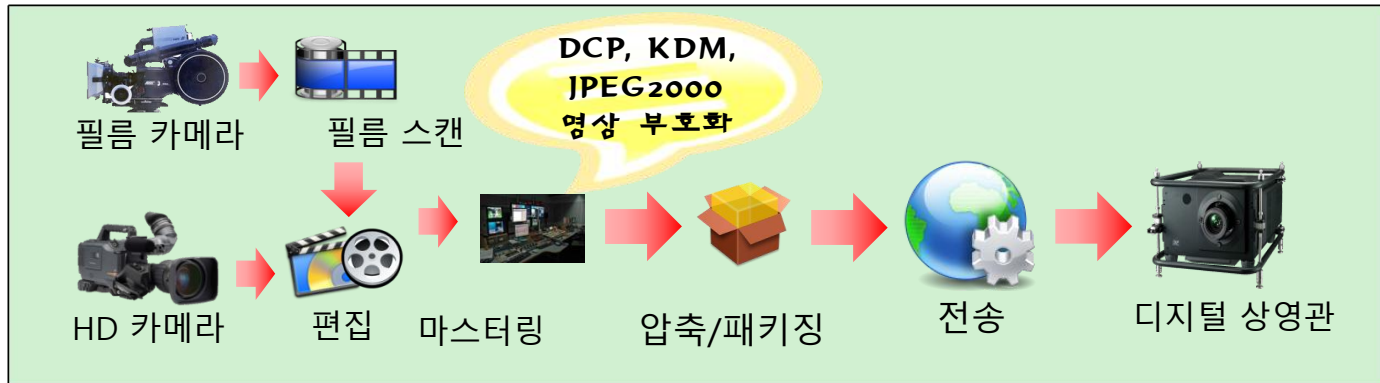 DCP, KDM,
JPEG2000
영상 부호화
필름 카메라
필름 스캔
HD 카메라
편집
마스터링
압축/패키징
전송
디지털 상영관